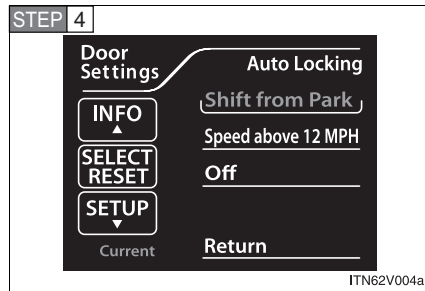 STEP 4
Door
Settings
Auto Locking
INFO
SELECT
RESET
SETUP
Current
Shift from Park
Speed above 12 MPH
Off
Return
ITN62V004a